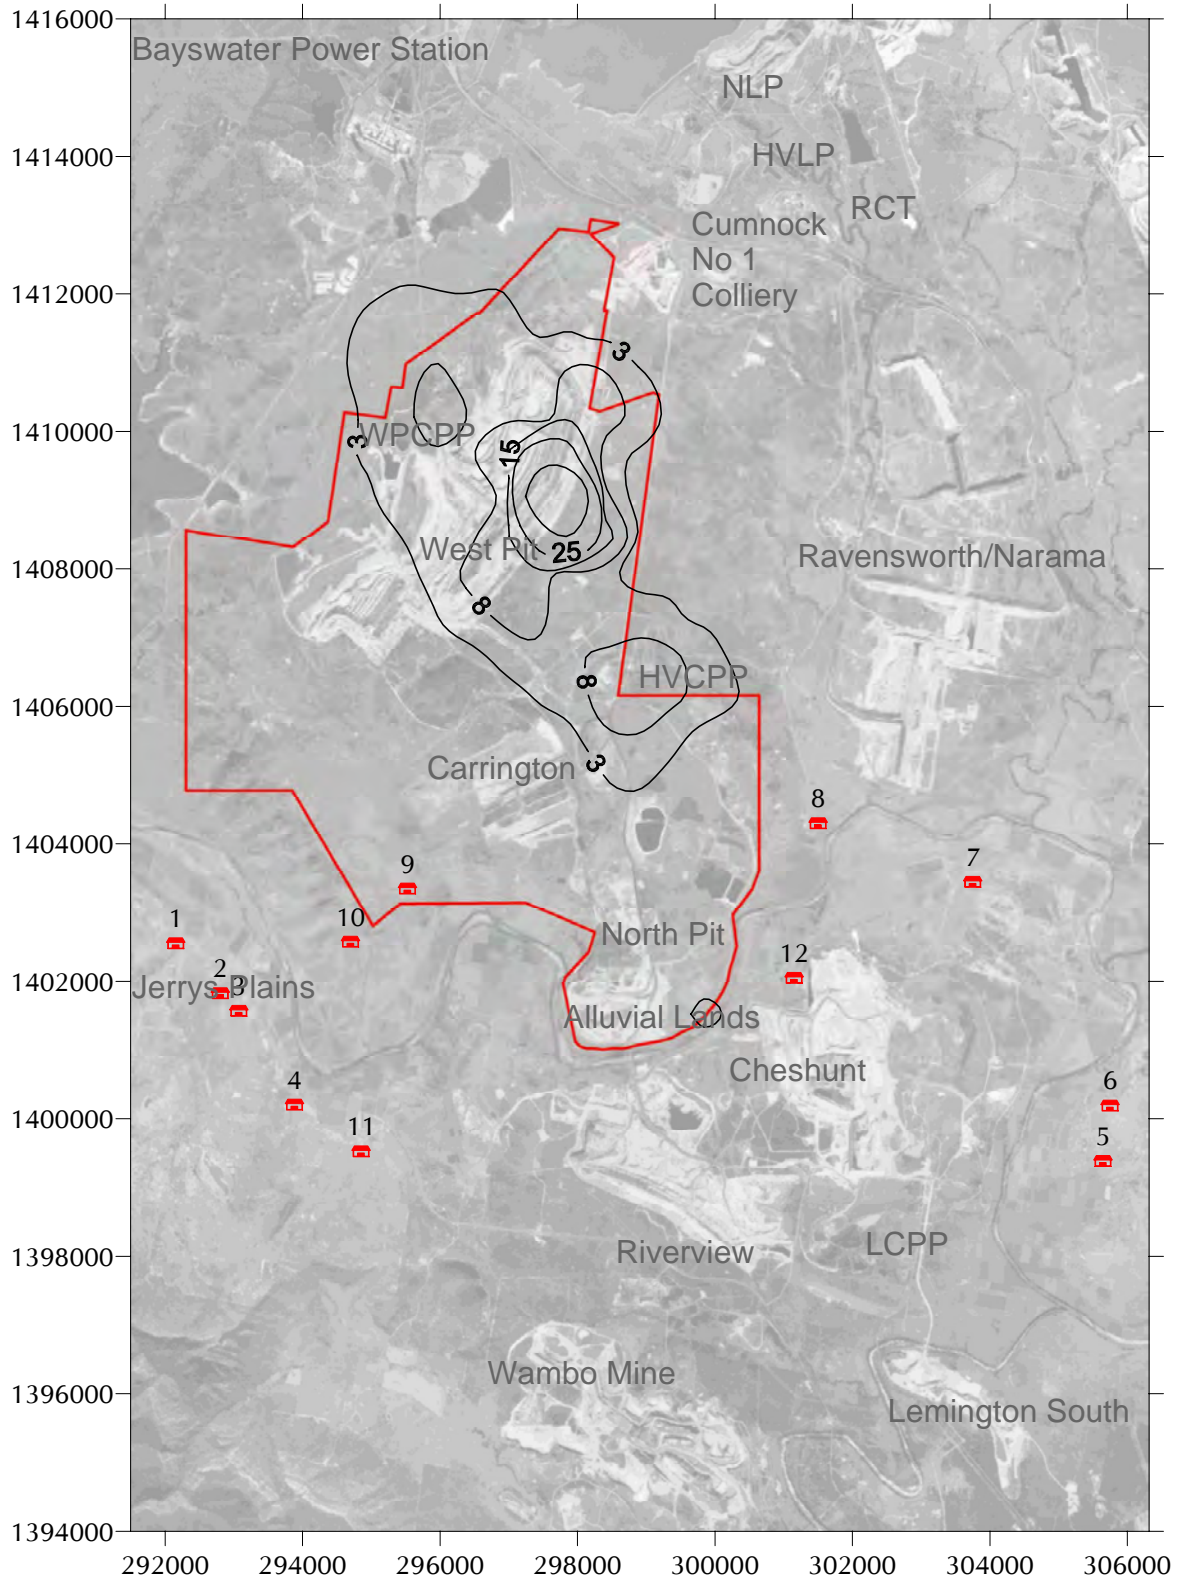 1416000
Bayswater Power Station
NLP
1414000
HVLP
RCT
Cumnock
No 1
Colliery
1412000
3
1410000
3
WPCPP
15
West Pit
25
Ravensworth/Narama
1408000
8
8
HVCPP
1406000
3
Carrington
8
1404000
9
7
1
10
North Pit
12
2
3
Jerrys Plains
1402000
Alluvial Lands
Cheshunt
4
6
1400000
11
5
Riverview
LCPP
1398000
Wambo Mine
1396000
Lemington South
1394000
292000 294000 296000 298000 300000 302000 304000 306000